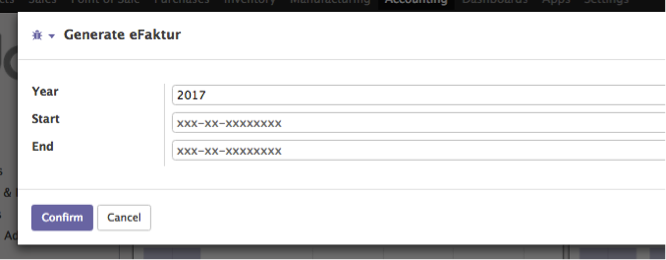 Sales Point of Sale Purchases Inventory Manufacturing Accounting Dashboards Apps Settings
Generate eFaktur
Year 2017
Start xxx-xx-xxxxxxxx
End xxx-xx-xxxxxxxx
Confirm Cancel